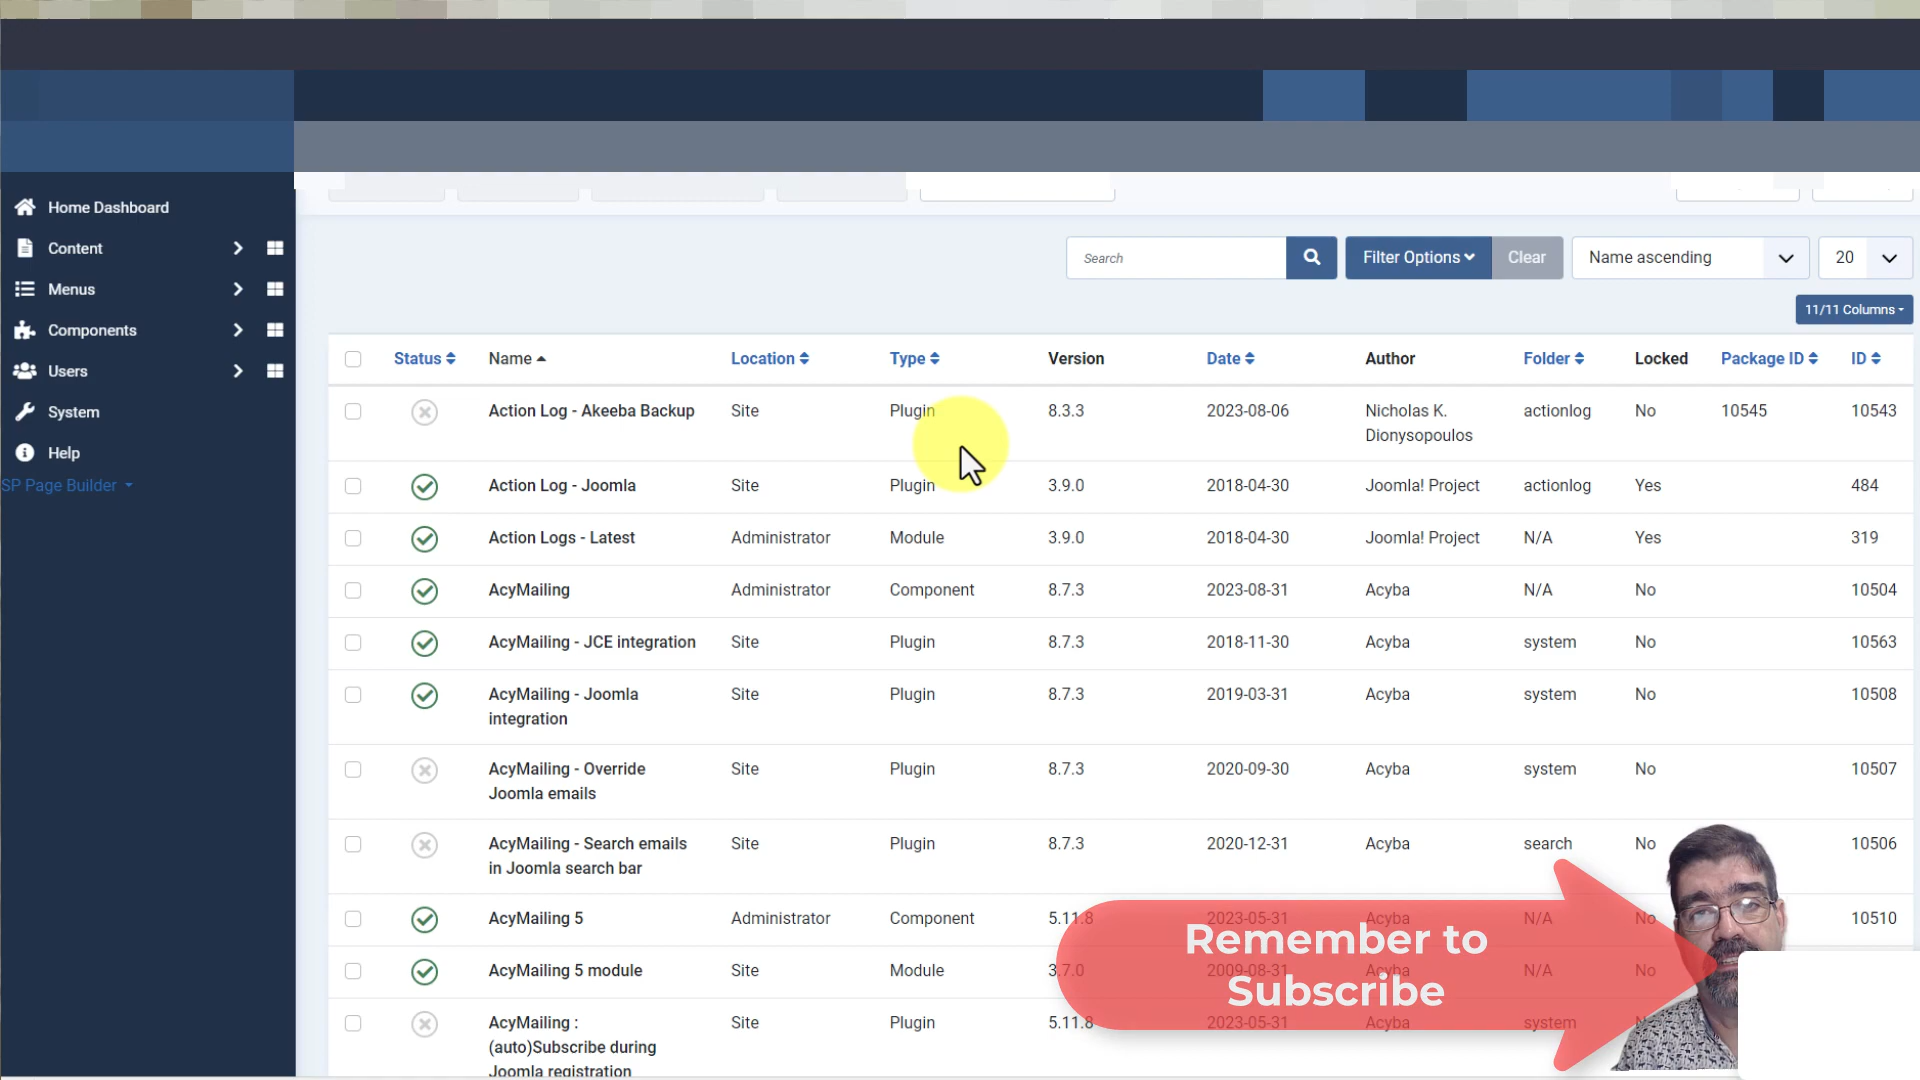 Home Dashboard
Content
Menus
Components
Users
System
Help
SP Page Builder
Search
Filter Options
Clear
Name ascending
20
11/11 Columns
Status Name Location Type Version Date Author Folder Locked Package ID ID
Action Log - Akeeba Backup Site Plugin 8.3.3 2023-08-06 Nicholas K. actionlog No 10545 10543
Dionysopoulos
Action Log - Joomla Site Plugin 3.9.0 2018-04-30 Joomla! Project actionlog Yes 484
Action Logs - Latest Administrator Module 3.9.0 2018-04-30 Joomla! Project N/A Yes 319
AcyMailing Administrator Component 8.7.3 2023-08-31 Acyba N/A No 10504
AcyMailing - JCE integration Site Plugin 8.7.3 2018-11-30 Acyba system No 10563
AcyMailing - Joomla Site Plugin 8.7.3 2019-03-31 Acyba system No 10508
integration
AcyMailing - Override Site Plugin 8.7.3 2020-09-30 Acyba system No 10507
Joomla emails
AcyMailing - Search emails Site Plugin 8.7.3 2020-12-31 Acyba search No 10506
in Joomla search bar
AcyMailing 5 Administrator Component 5.11.8 2023-05-31 Acyba N/A No 10510
AcyMailing 5 module Site Module 3.7.0 2009-08-31 Acyba N/A No
AcyMailing : Site Plugin 5.11.8 2023-05-31 Acyba system
(auto)Subscribe during
Joomla registration
Remember to
Subscribe